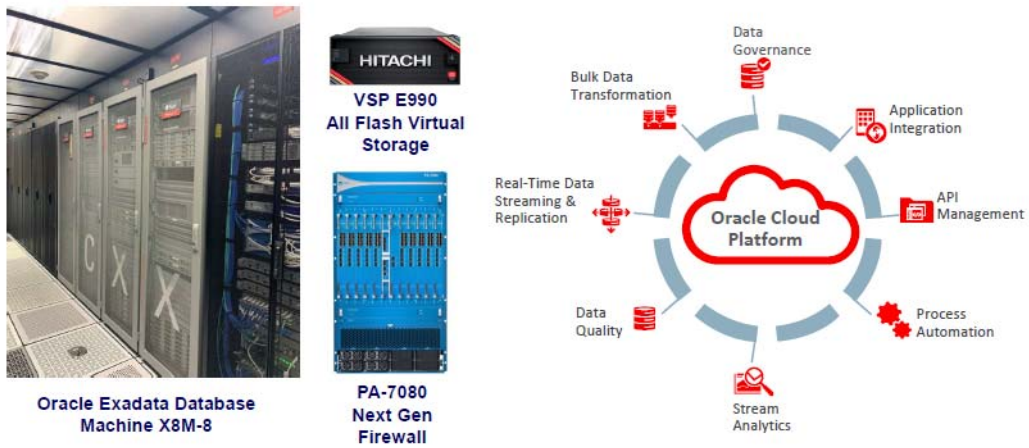 C
X
X
Oracle Exadata Database
Machine X8M-8
HITACHI
VSP E990
All Flash Virtual
Storage
PA-7080
Next Gen
Firewall
Data
Governance
Bulk Data
Transformation
Application
Integration
Real-Time Data
Streaming &
Replication
Oracle Cloud
Platform
API
Management
Data
Quality
Process
Automation
Stream
Analytics